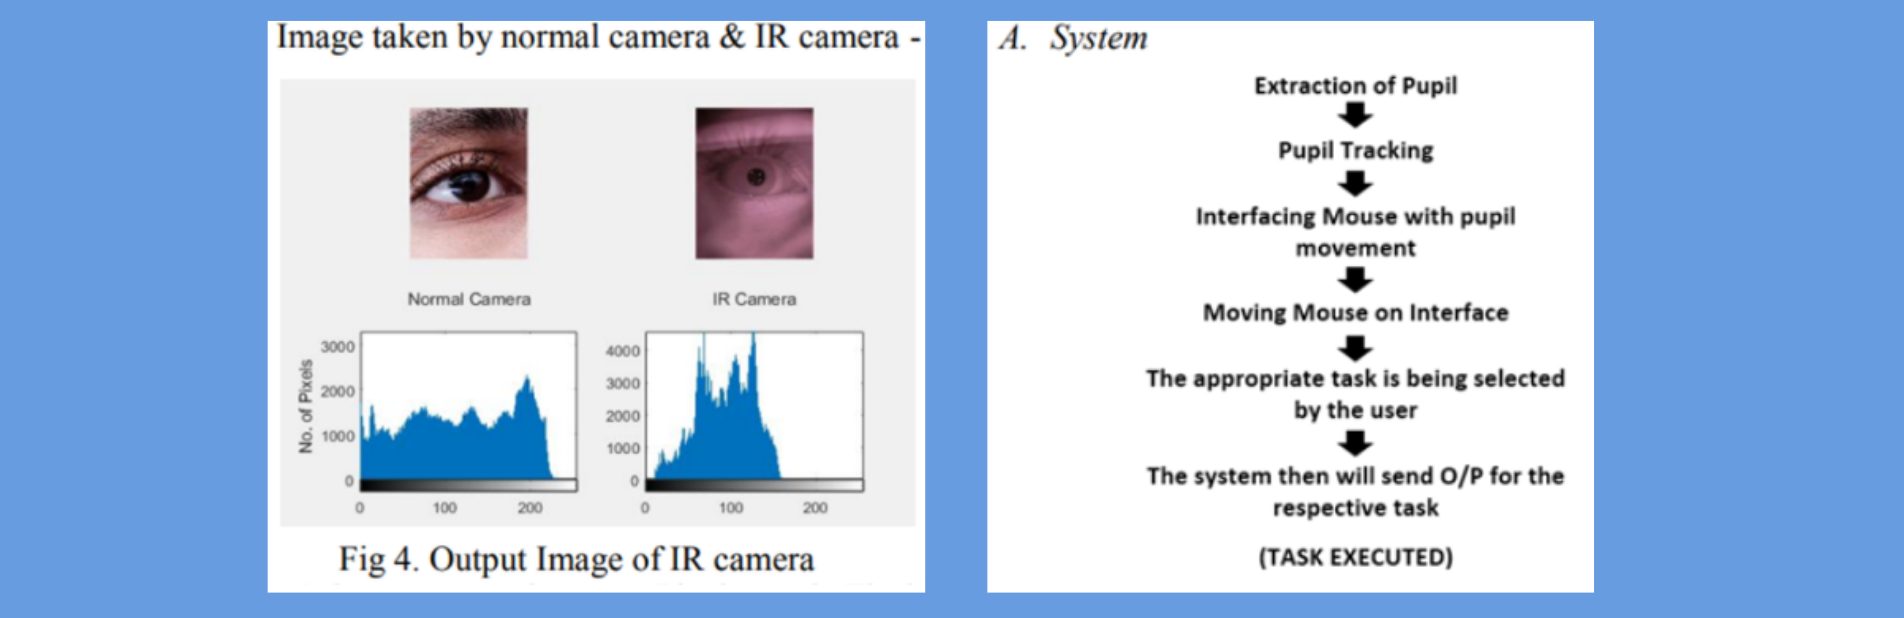 Image taken by normal camera & IR camera -
Normal Camera
IR Camera
No. of Pixels
3000
2000
1000
0
0
100
200
4000
3000
2000
1000
0
0
100
200
Fig 4. Output Image of IR camera
A. System
Extraction of Pupil
Pupil Tracking
Interfacing Mouse with pupil
movement
Moving Mouse on Interface
The appropriate task is being selected
by the user
The system then will send O/P for the
respective task
(TASK EXECUTED)